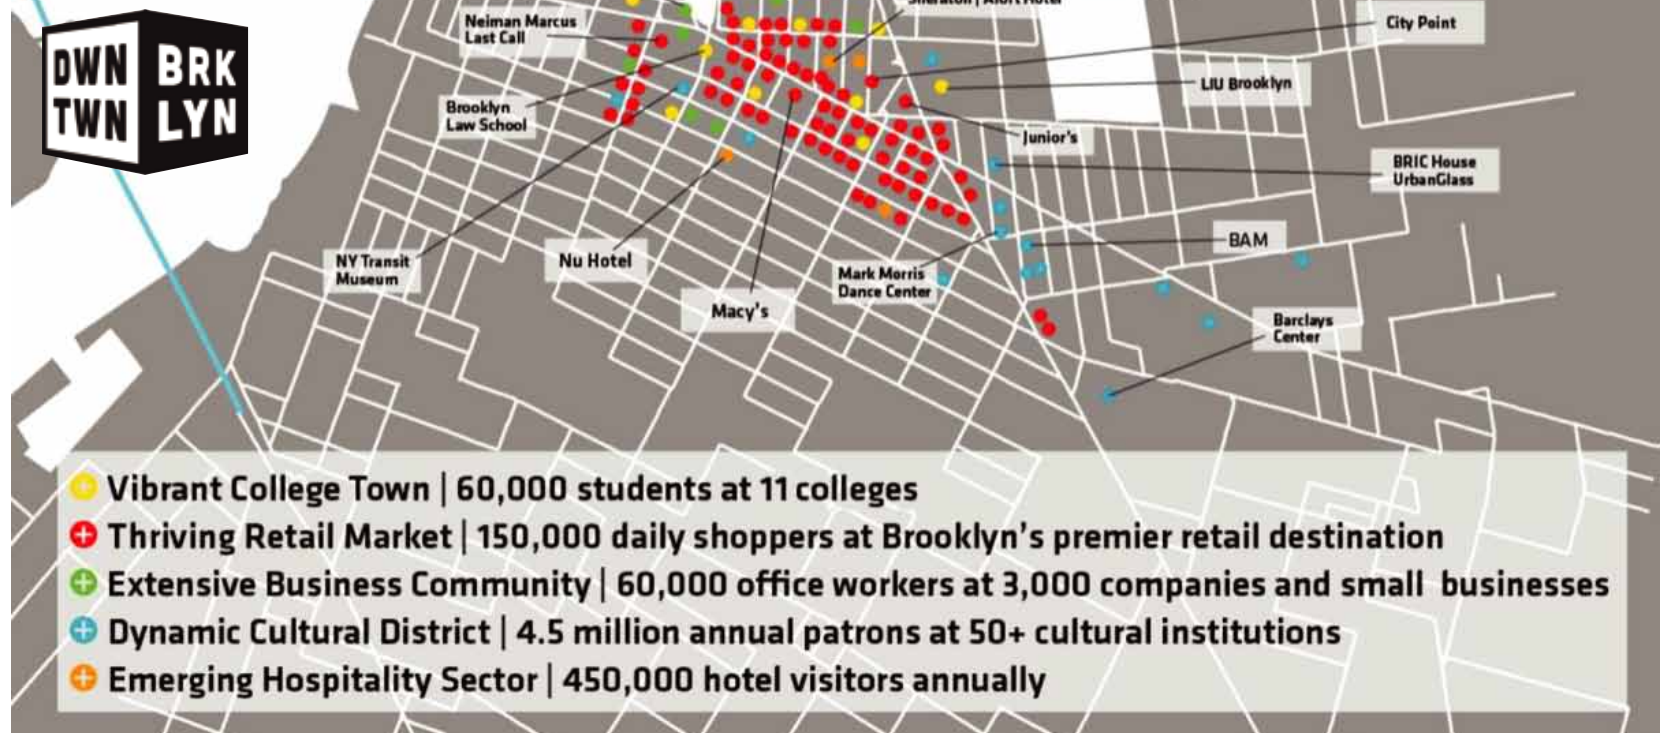 DWN BRK
TWN LYN
Neiman Marcus
Last Call
Sheraton | Aloft Hotel
City Point
LIU Brooklyn
Brooklyn
Law School
Junior's
BRIC House
UrbanGlass
BAM
NY Transit
Museum
Nu Hotel
Mark Morris
Dance Center
Macy's
Barclays
Center
Vibrant College Town | 60,000 students at 11 colleges
Thriving Retail Market | 150,000 daily shoppers at Brooklyn's premier retail destination
Extensive Business Community | 60,000 office workers at 3,000 companies and small businesses
Dynamic Cultural District | 4.5 million annual patrons at 50+ cultural institutions
Emerging Hospitality Sector | 450,000 hotel visitors annually